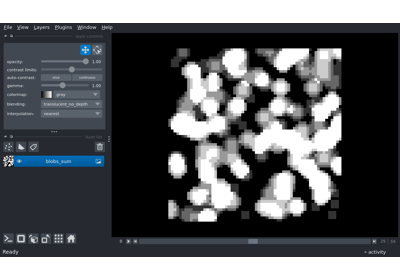 File View Layers Plugins Window Help
opacity: 1.00
contrast limits:
auto-contrast: once continuous
gamma: 1.00
colormap: gray
blending: translucent_no_depth
interpolation: nearest
blobs_sum
Ready
activity